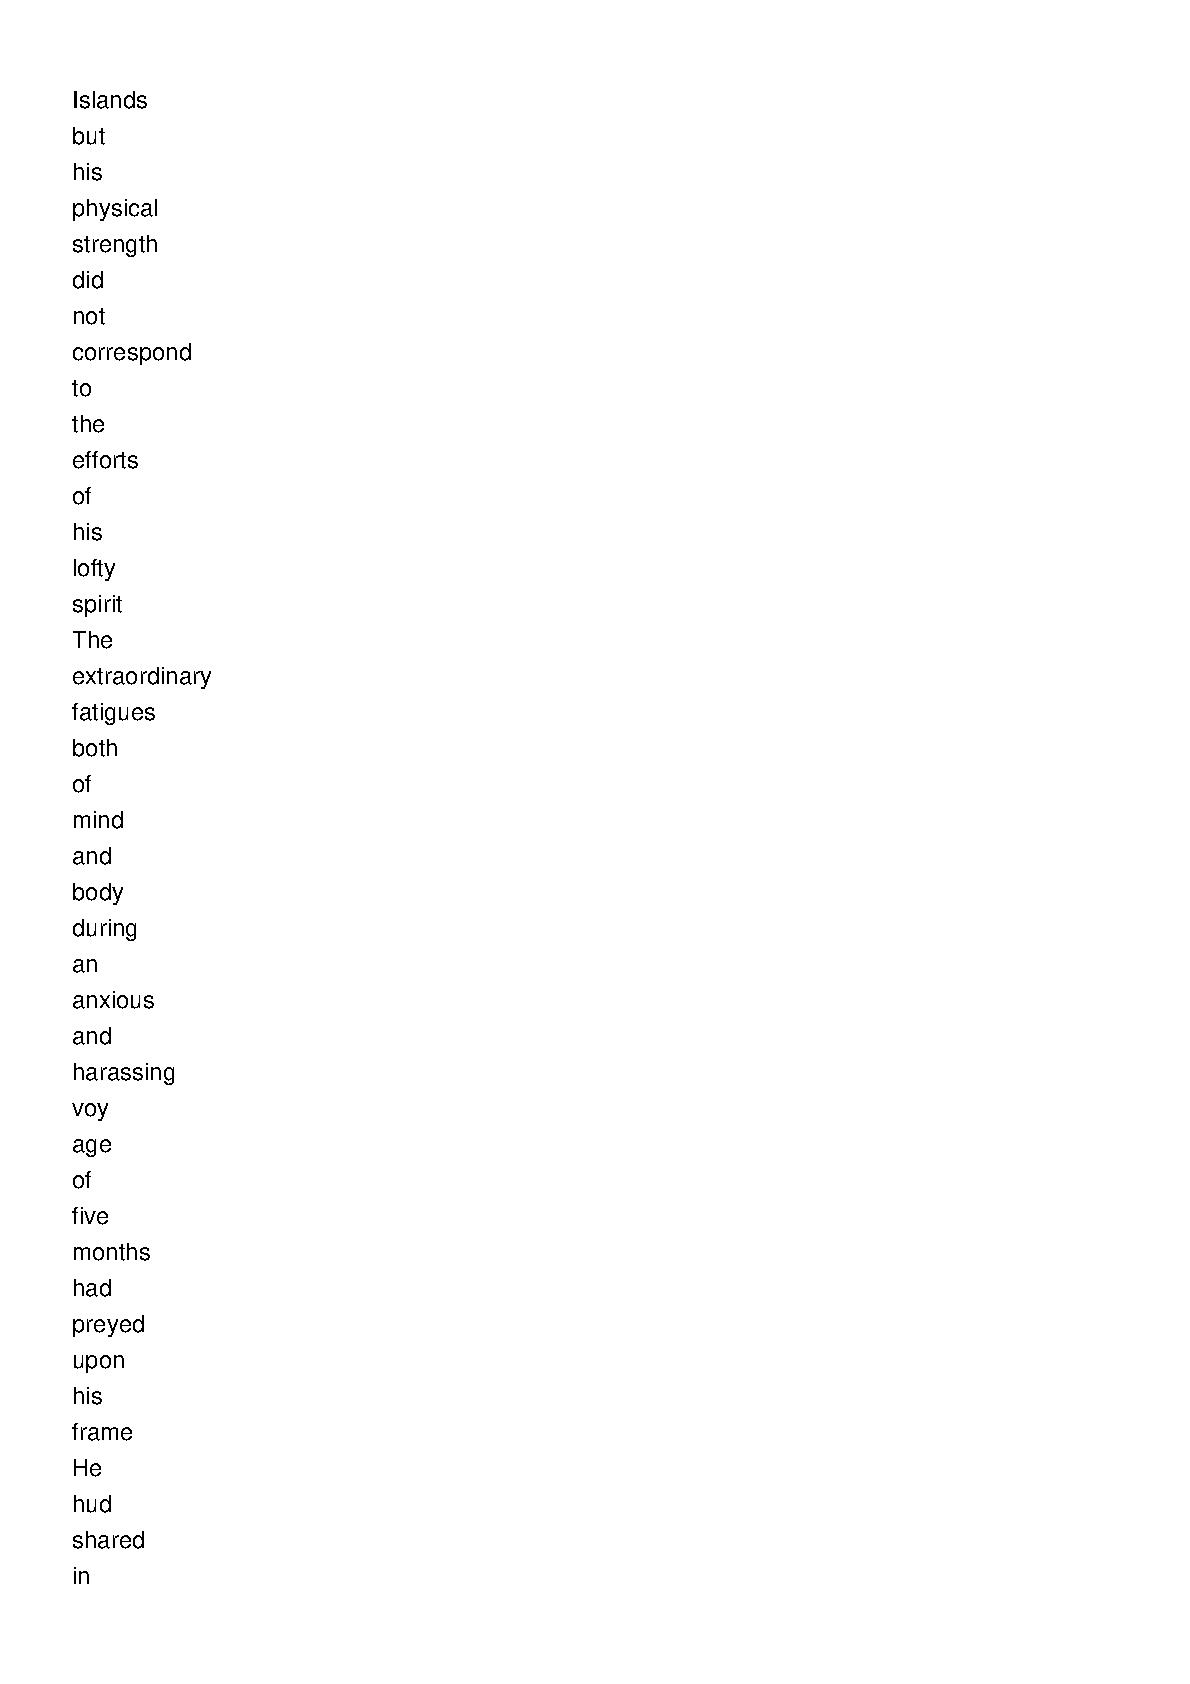 Islands
but
his
physical
strength
did
not
correspond
to
the
efforts
of
his
lofty
spirit
The
extraordinary
fatigues
both
of
mind
and
body
during
an
anxious
and
harassing
voy
age
of
five
months
had
preyed
upon
his
frame
He
hud
shared
in